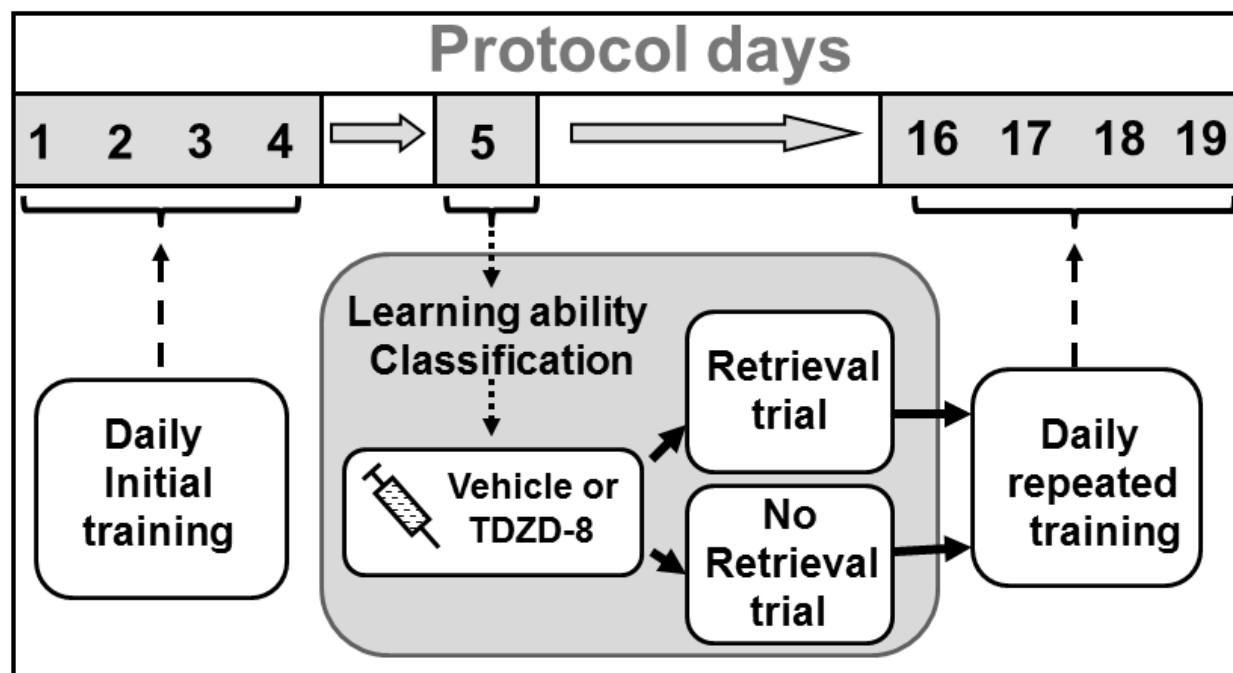 Protocol days
1 2 3 4 5 16 17 18 19
Learning ability
Classification
Daily
Initial
training
Vehicle or
TDZD-8
Retrieval
trial
No
Retrieval
trial
Daily
repeated
training